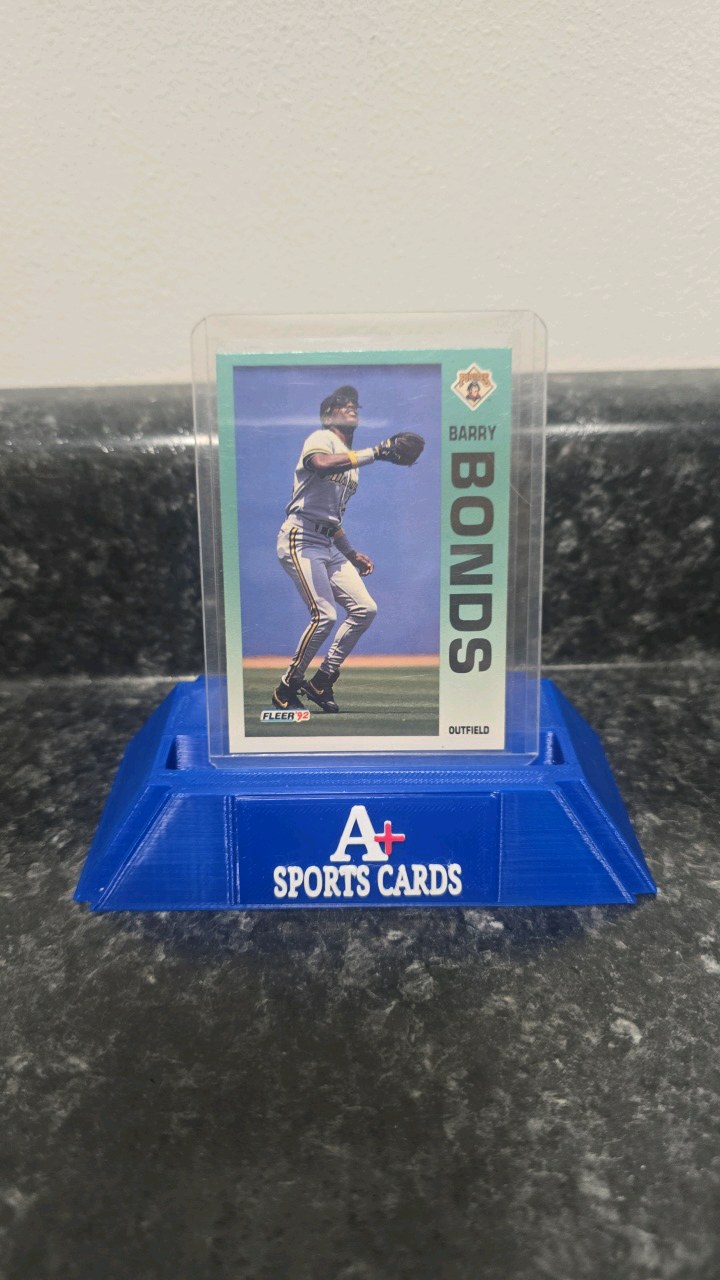 BARRY
BONDS
FLEER '92
OUTFIELD
A+
SPORTS CARDS